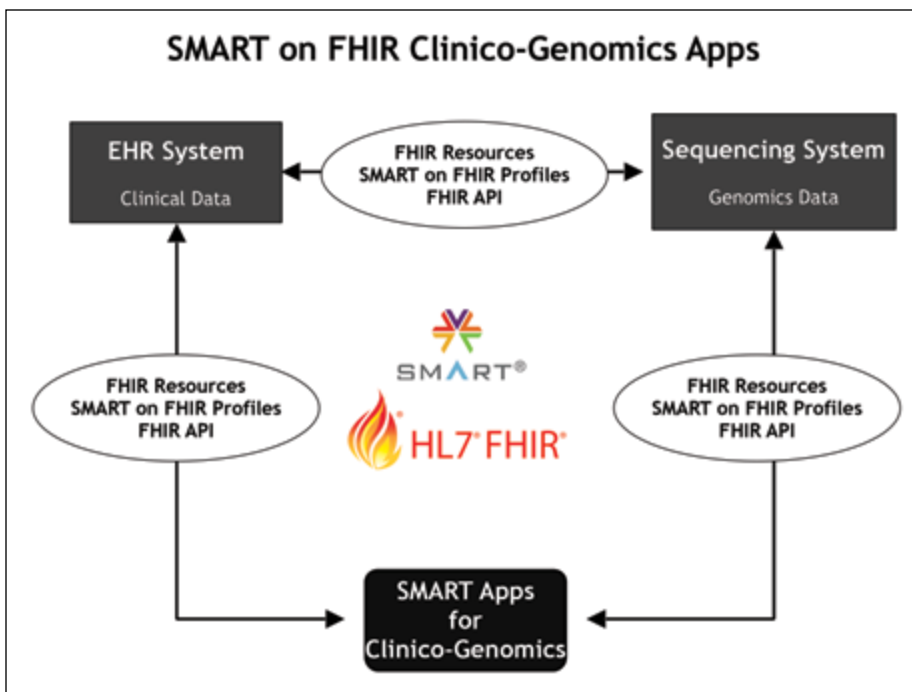 SMART on FHIR Clinico-Genomics Apps
EHR System
Clinical Data
FHIR Resources
SMART on FHIR Profiles
FHIR API
Sequencing System
Genomics Data
SMART®
HL7® FHIR®
FHIR Resources
SMART on FHIR Profiles
FHIR API
FHIR Resources
SMART on FHIR Profiles
FHIR API
SMART Apps
for
Clinico-Genomics